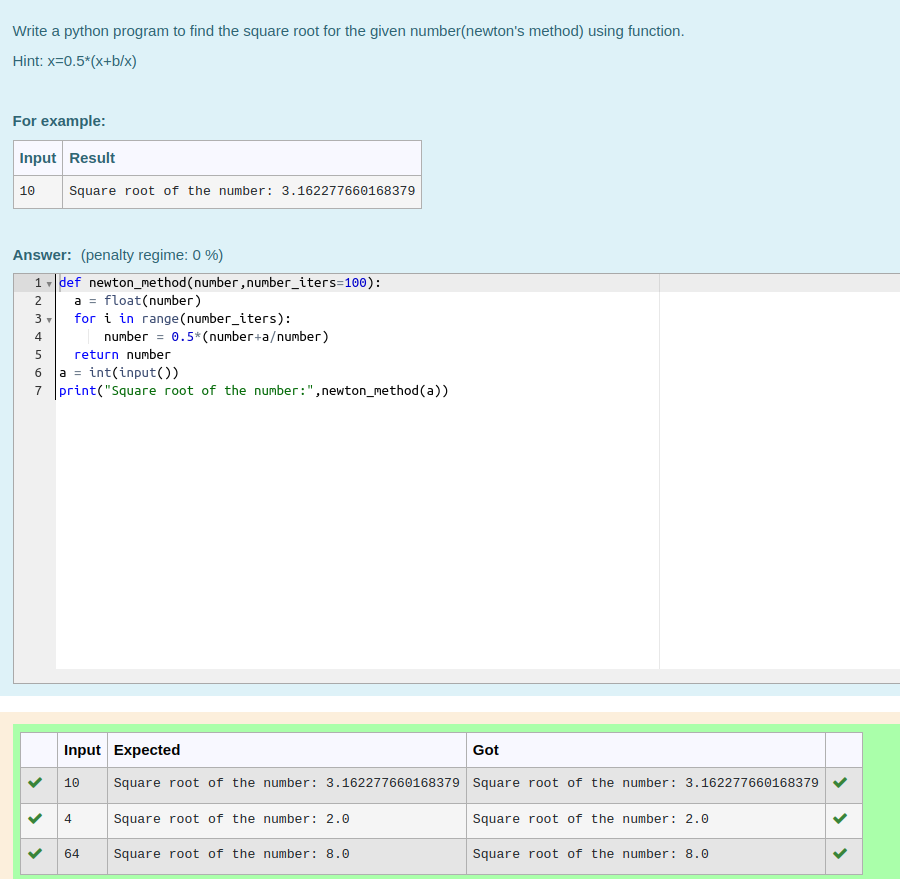 Write a python program to find the square root for the given number(newton's method) using function.
Hint: x=0.5*(x+b/x)
For example:
Input Result
10 Square root of the number: 3.162277660168379
Answer: (penalty regime: 0 %)
1 def newton_method(number,number_iters=100):
2 a = float(number)
3 for i in range(number_iters):
4 number = 0.5*(number+a/number)
5 return number
6 a = int(input())
7 print("Square root of the number:",newton_method(a))
Input Expected Got
10 Square root of the number: 3.162277660168379 Square root of the number: 3.162277660168379
4 Square root of the number: 2.0 Square root of the number: 2.0
64 Square root of the number: 8.0 Square root of the number: 8.0